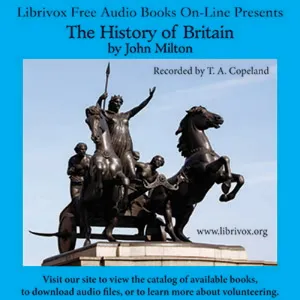 Librivox Free Audio Books On-Line Presents
The History of Britain
by John Milton
Recorded by T. A. Copeland
www.librivox.org
Visit our site to view the catalog of available books,
to download audio files, or to learn more about volunteering.